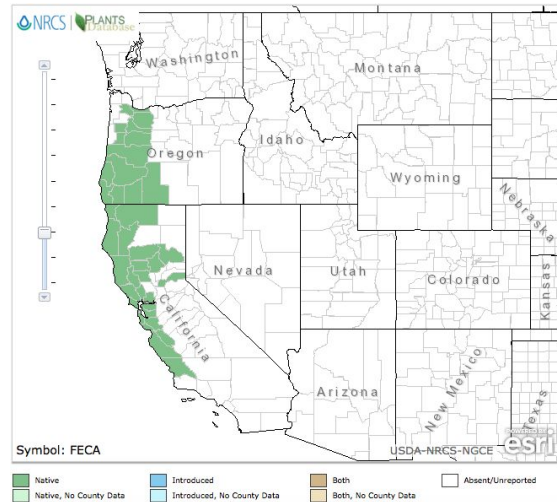 NRCS PLANTS
Database
Washington
Montana
Oregon
Idaho
Wyoming
Nebraska
Nevada
Utah
Colorado
Kansas
California
Arizona
New Mexico
Texas
Symbol: FECA
USDA-NRCS-NGCE
esri
Native
Introduced
Both
Absent/Unreported
Native, No County Data
Introduced, No County Data
Both, No County Data